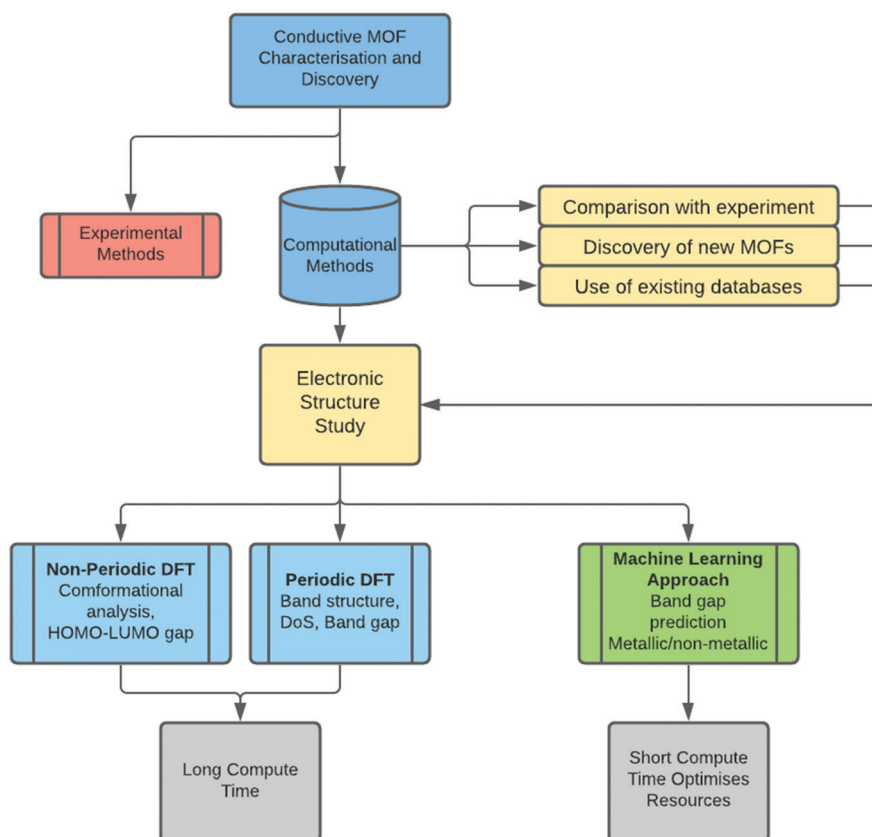 Conductive MOF
Characterisation and
Discovery
Experimental
Methods
Computational
Methods
Comparison with experiment
Discovery of new MOFs
Use of existing databases
Electronic
Structure
Study
Non-Periodic DFT
Comformational
analysis,
HOMO-LUMO gap
Periodic DFT
Band structure,
DoS, Band gap
Machine Learning
Approach
Band gap
prediction
Metallic/non-metallic
Long Compute
Time
Short Compute
Time Optimises
Resources